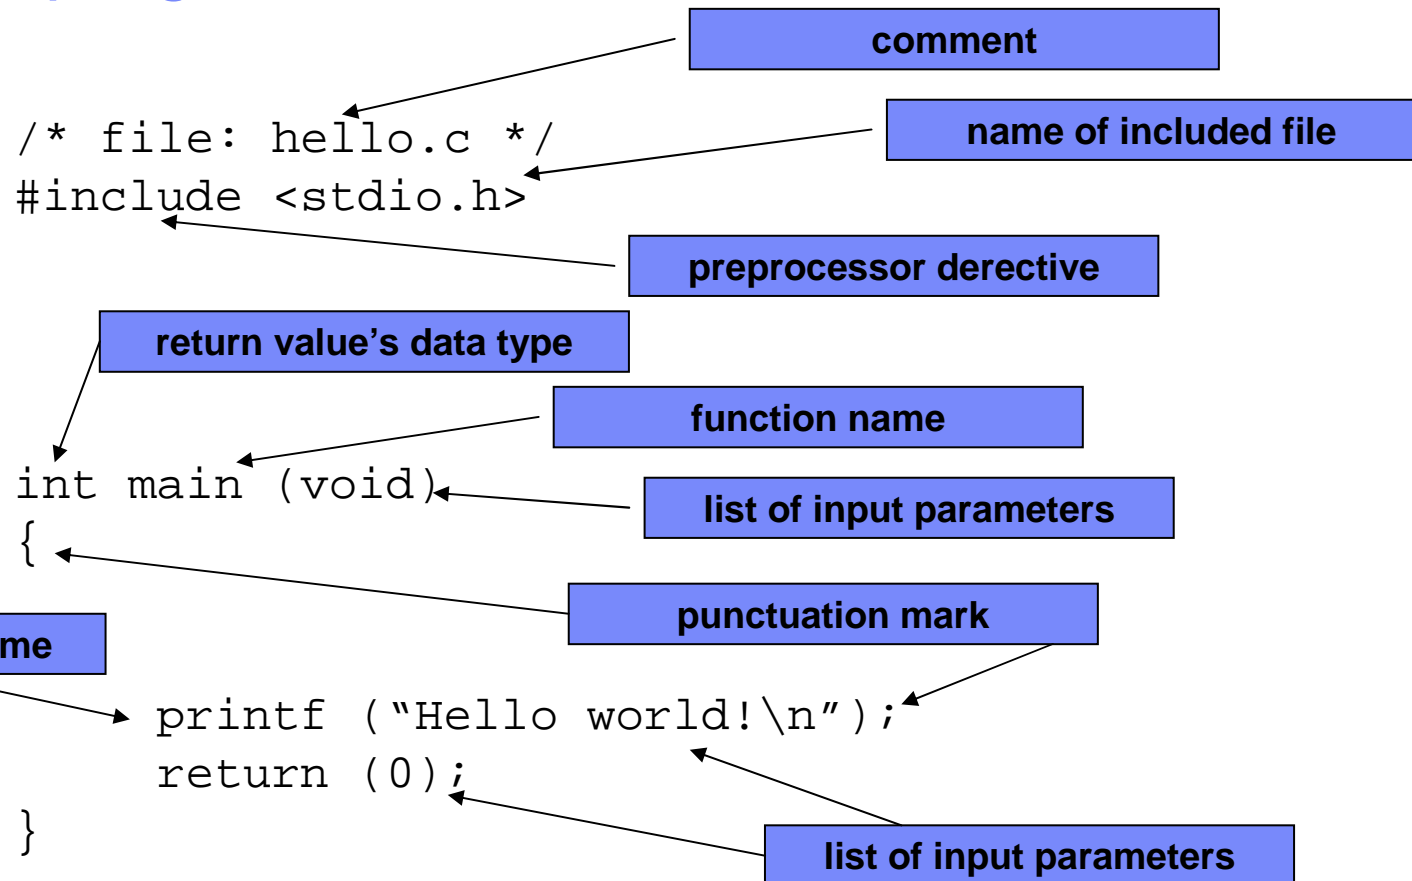 comment
/* file: hello.c */
name of included file
#include <stdio.h>
preprocessor derective
return value’s data type
function name
int main (void)
list of input parameters
{
punctuation mark
me
printf (“Hello world!\n”);
return (0);
}
list of input parameters